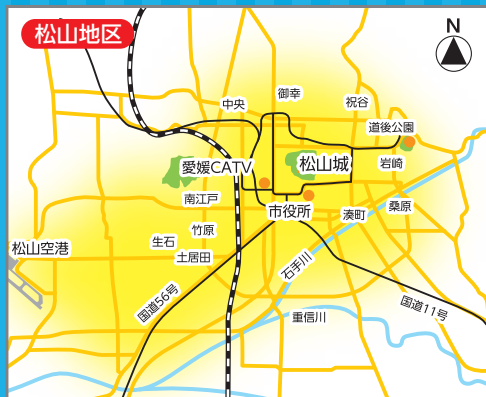 松山地区
N
御幸
中央
祝谷
道後公園
松山城
岩崎
愛媛CATV
南江戸
市役所
湊町
桑原
竹原
生石
土居田
松山空港
石手川
国道56号
国道11号
重信川